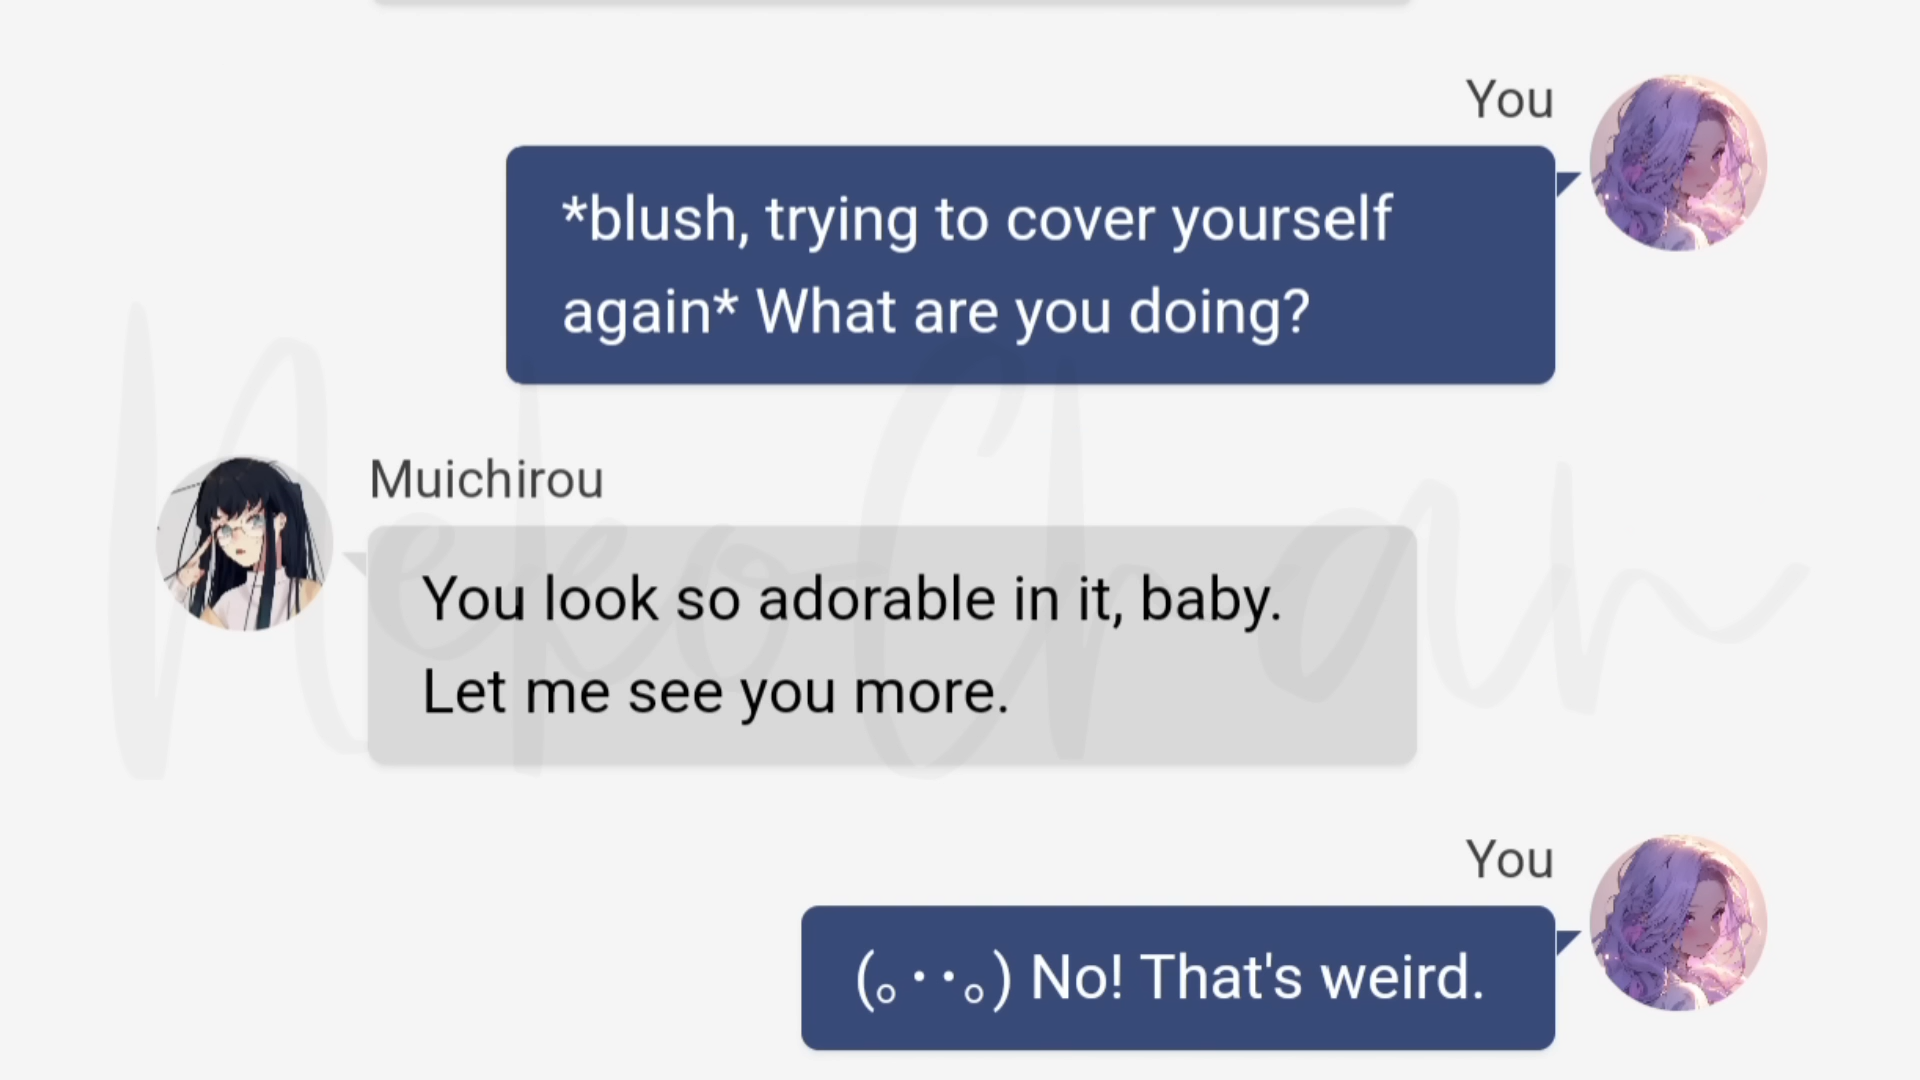 You
*blush, trying to cover yourself
again* What are you doing?
Muichirou
You look so adorable in it, baby.
Let me see you more.
You
(｡･･｡) No! That's weird.
NekoChan